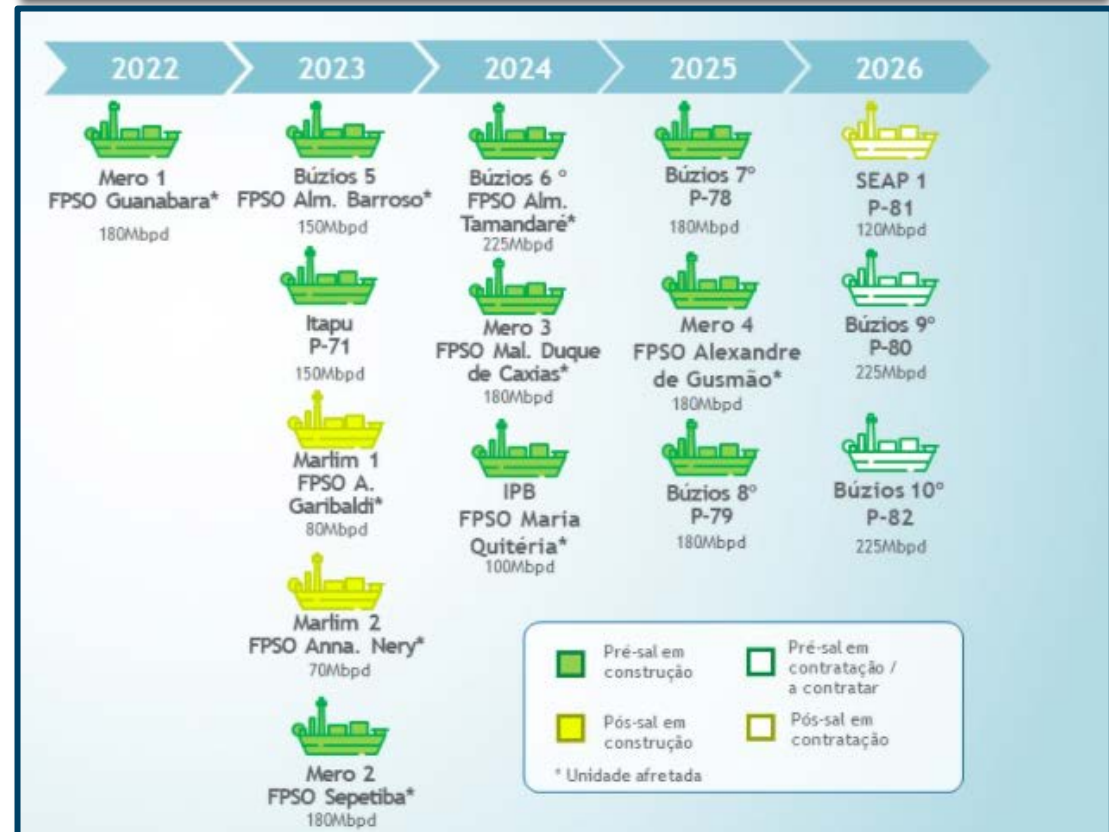 2022
2023
2024
2025
2026
Mero 1
FPSO Guanabara*
180Mbpd
Búzios 5
FPSO Alm. Barroso*
150Mbpd
Itapu
P-71
150Mbpd
Marlim 1
FPSO A.
Garibaldi*
80Mbpd
Marlim 2
FPSO Anna. Nery*
70Mbpd
Mero 2
FPSO Sepetiba*
180Mbpd
Búzios 6 º
FPSO Alm.
Tamandaré*
225Mbpd
Mero 3
FPSO Mal. Duque
de Caxias*
180Mbpd
IPB
FPSO Maria
Quitéria*
100Mbpd
Búzios 7º
P-78
180Mbpd
Mero 4
FPSO Alexandre
de Gusmão*
180Mbpd
Búzios 8º
P-79
180Mbpd
SEAP 1
P-81
120Mbpd
Búzios 9º
P-80
225Mbpd
Búzios 10º
P-82
225Mbpd
Pré-sal em
construção
Pré-sal em
contratação /
a contratar
Pós-sal em
construção
Pós-sal em
contratação
* Unidade afretada